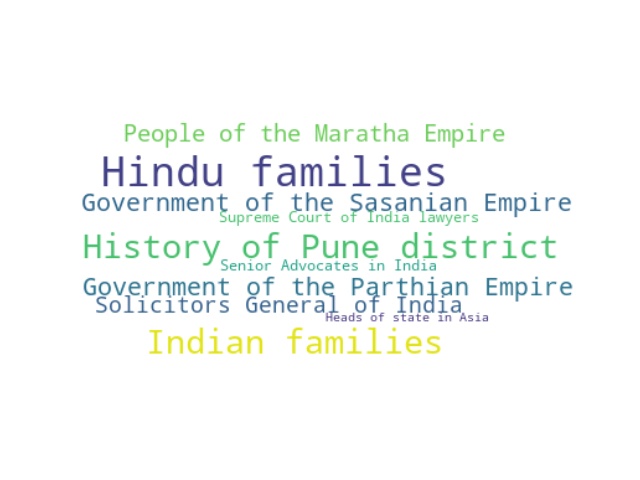 People of the Maratha Empire
Hindu families
Government of the Sasanian Empire
Supreme Court of India lawyers
History of Pune district
Senior Advocates in India
Government of the Parthian Empire
Solicitors General of India
Heads of state in Asia
Indian families